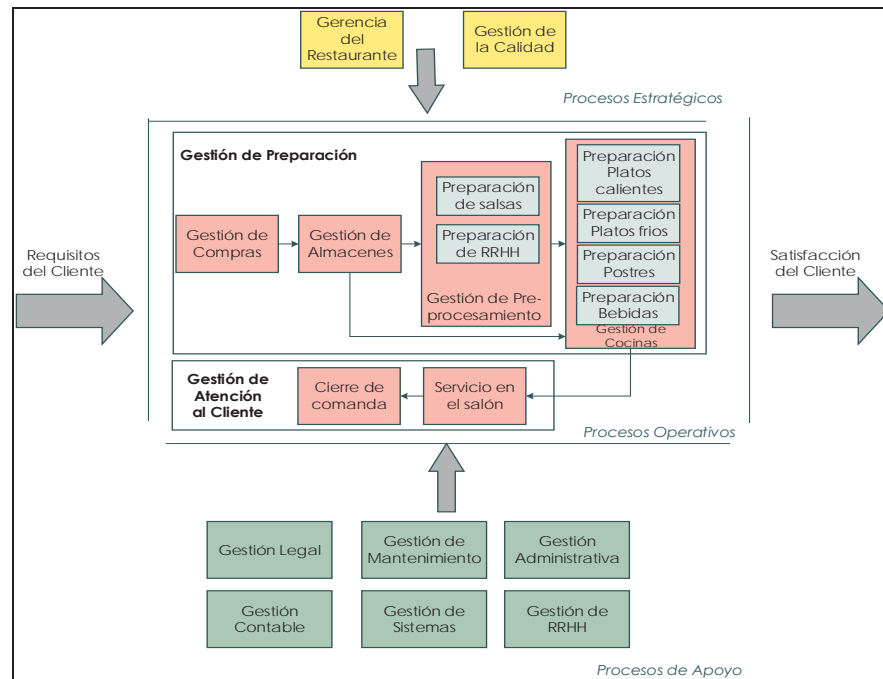 Gerencia
del
Restaurante
Gestión de
la Calidad
Procesos Estratégicos
Gestión de Preparación
Preparación
Platos
calientes
Preparación
de salsas
Preparación
Platos frios
Gestión de
Compras
Gestión de
Almacenes
Preparación
de RRHH
Preparación
Postres
Requisitos
del Cliente
Satisfacción
del Cliente
Gestión de Pre-
procesamiento
Preparación
Bebidas
Gestión de
Cocinas
Gestión de
Atención
al Cliente
Cierre de
comanda
Servicio en
el salón
Procesos Operativos
Gestión Legal
Gestión de
Mantenimiento
Gestión
Administrativa
Gestión
Contable
Gestión de
Sistemas
Gestión de
RRHH
Procesos de Apoyo